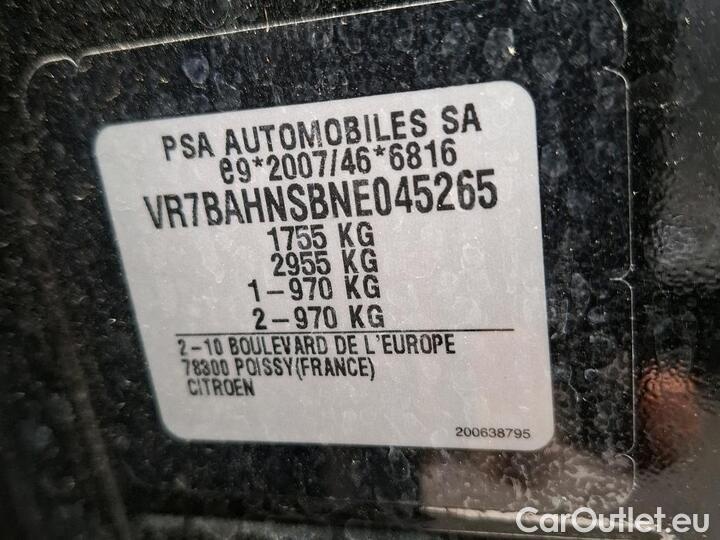 PSA AUTOMOBILES SA
e9*2007/46*6816
VR7BAHNSBNE045265
1755 KG
2955 KG
1-970 KG
2-970 KG
2-10 BOULEVARD DE L'EUROPE
78300 POISSY(FRANCE)
CITROEN
200638795
CarOutlet.eu